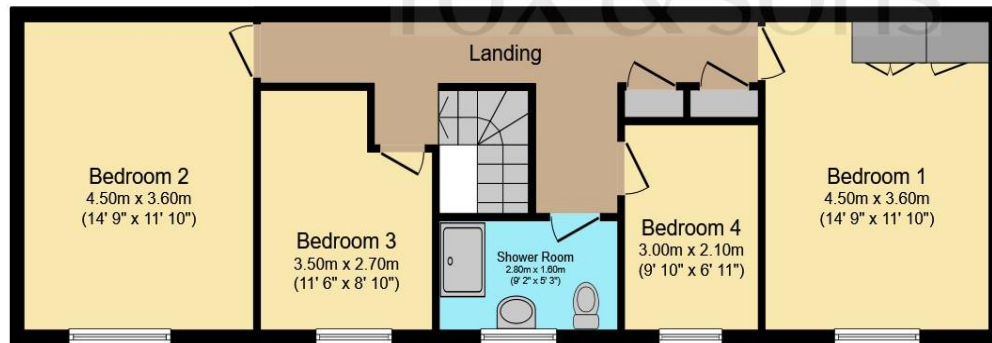 Fox & Sons
Landing
Bedroom 2
4.50m x 3.60m
(14' 9" x 11' 10")
Bedroom 3
3.50m x 2.70m
(11' 6" x 8' 10")
Shower Room
2.80m x 1.60m
(9' 2" x 5' 3")
Bedroom 4
3.00m x 2.10m
(9' 10" x 6' 11")
Bedroom 1
4.50m x 3.60m
(14' 9" x 11' 10")